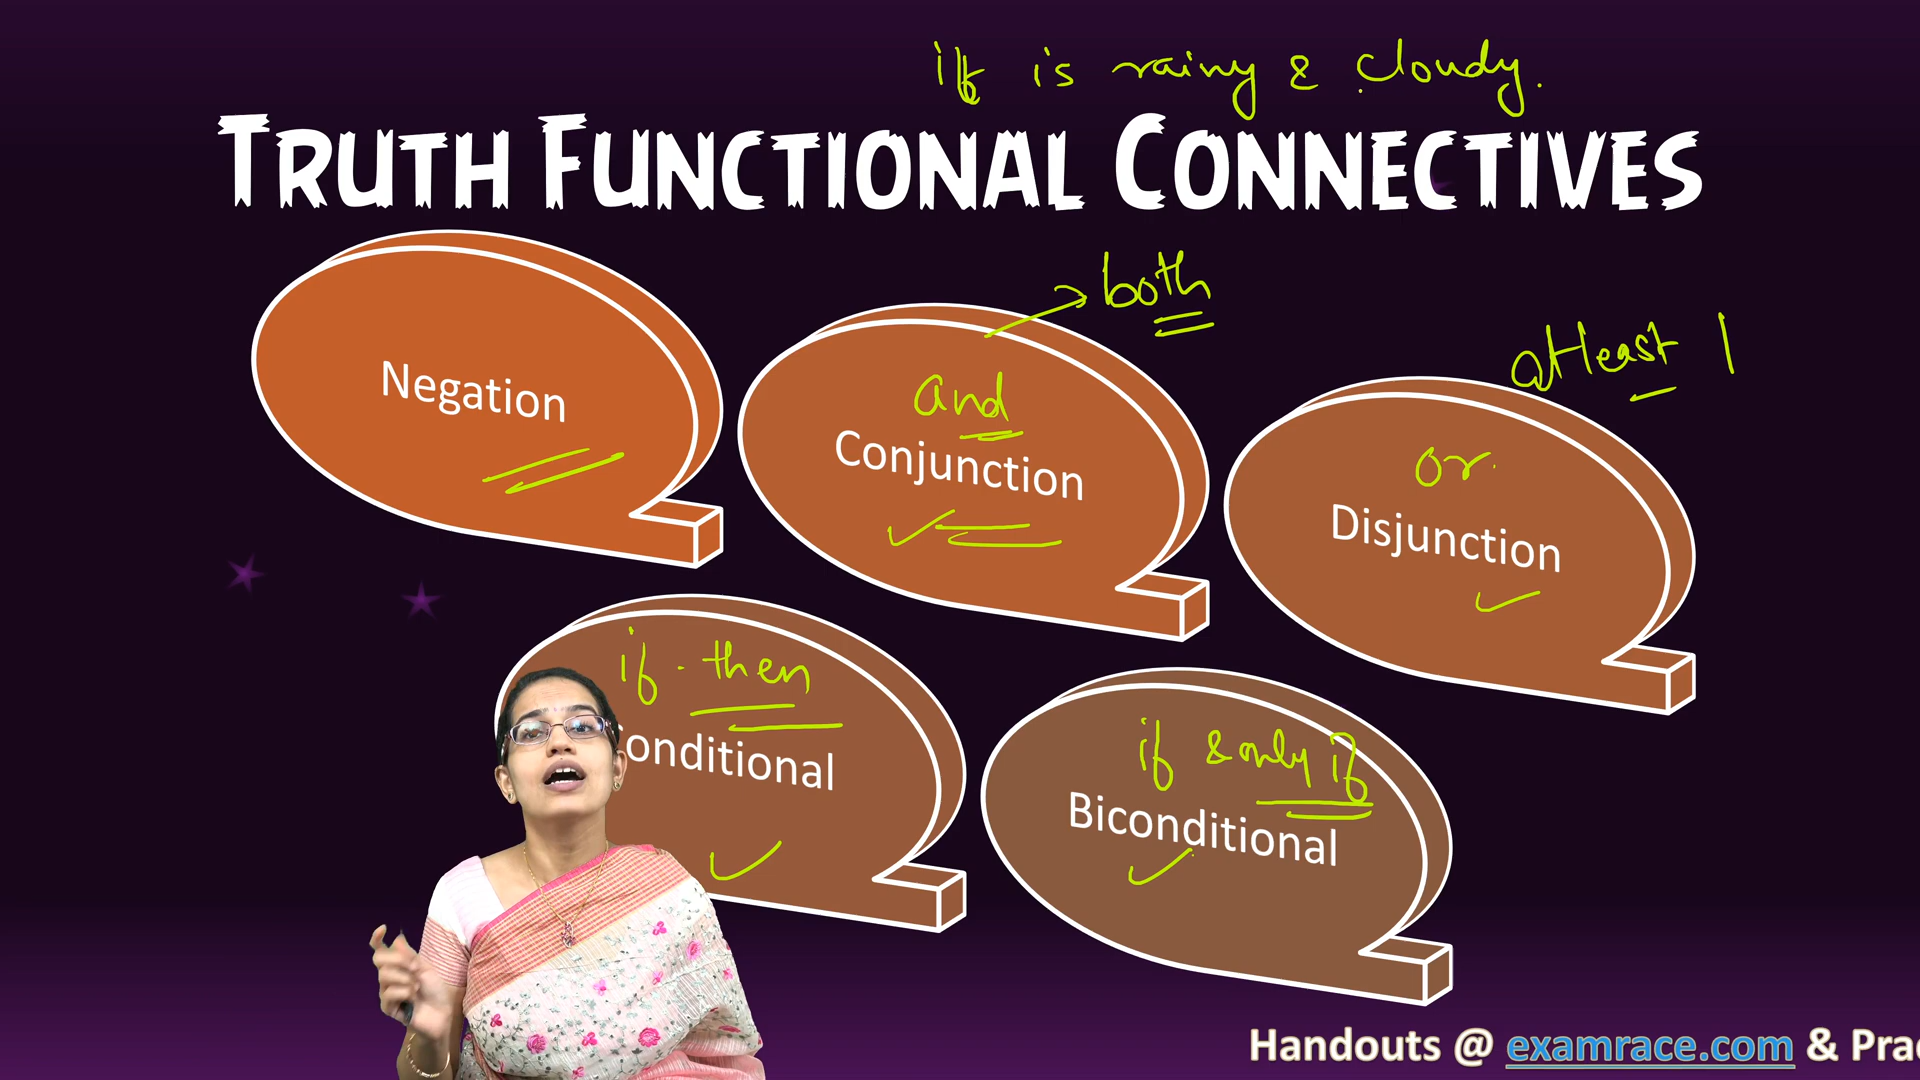 it is rainy & cloudy.
TRUTH FUNCTIONAL CONNECTIVES
Negation
both
and
Conjunction
atleast 1
or
Disjunction
if - then
onditional
if & only if
Biconditional
Handouts @ examrace.com & Prac